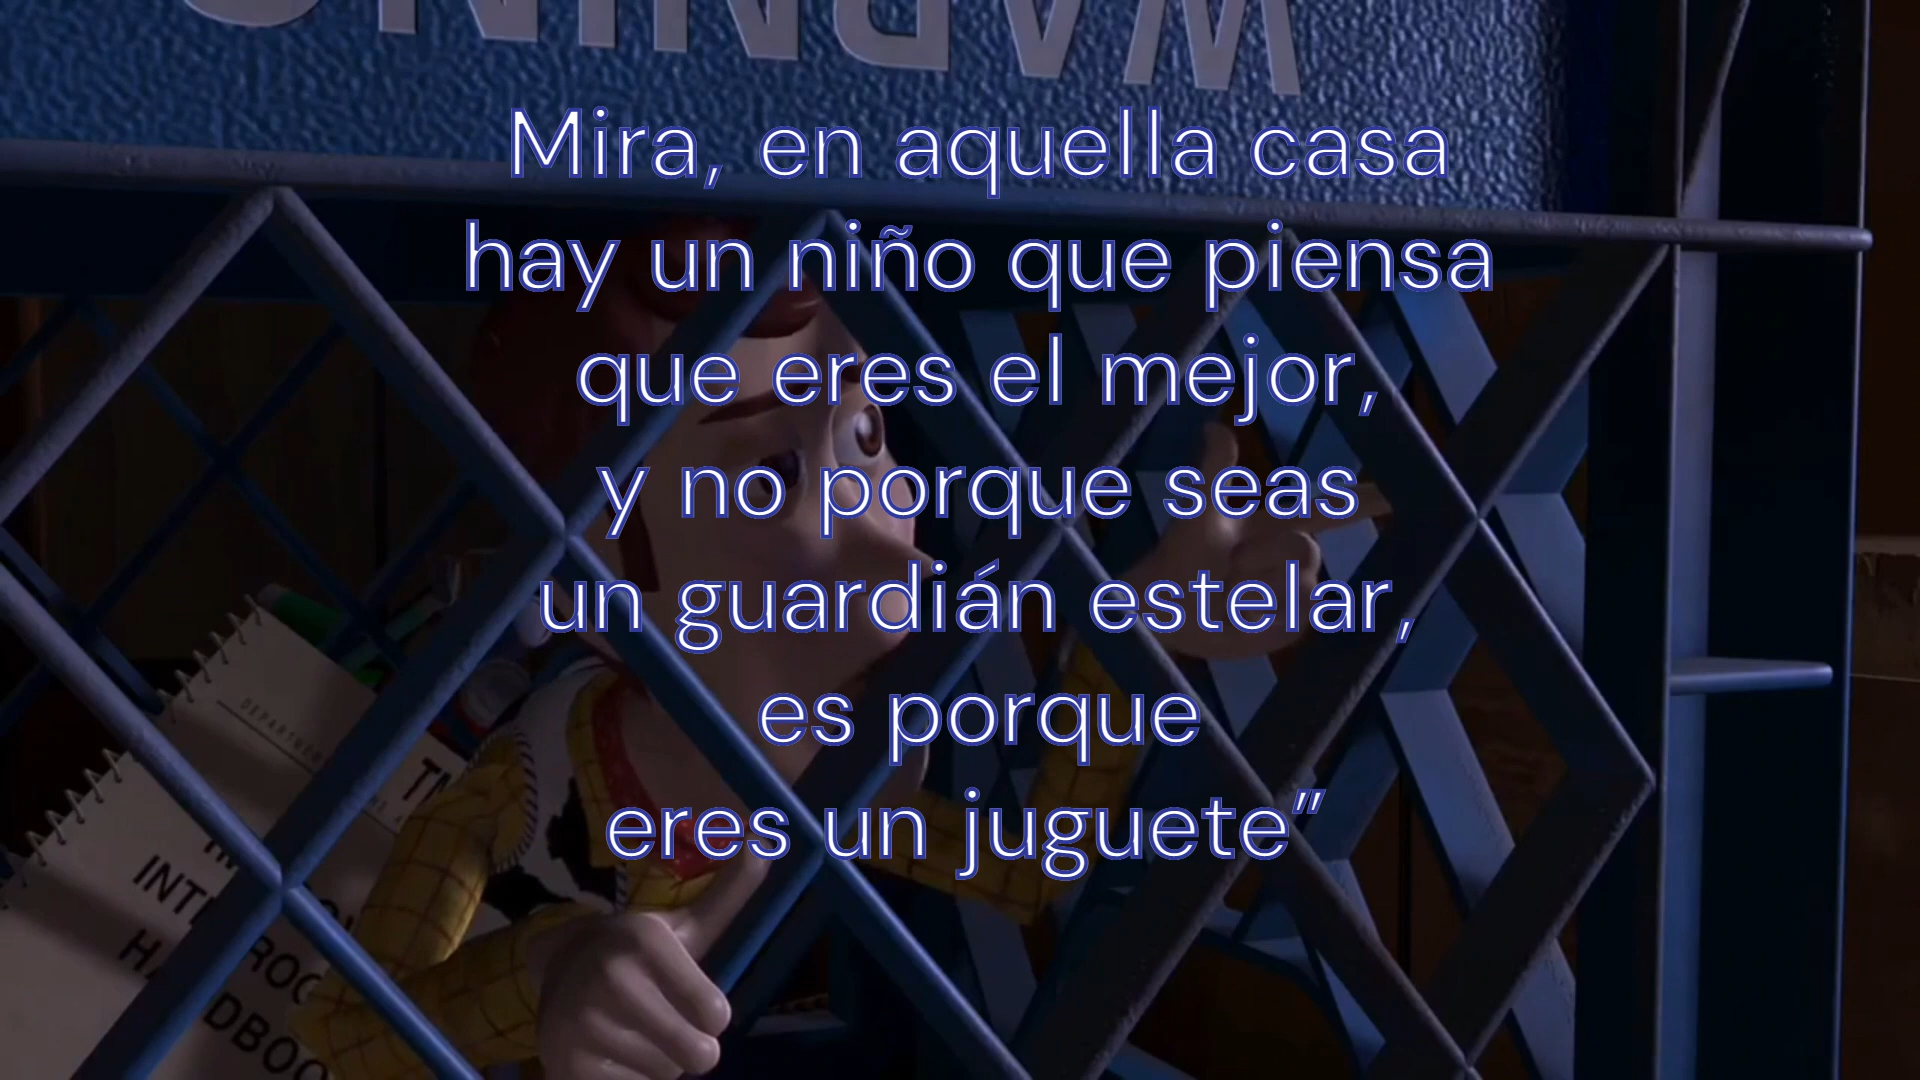 WARNING
Mira, en aquella casa
hay un niño que piensa
que eres el mejor,
y no porque seas
un guardián estelar,
es porque
eres un juguete”